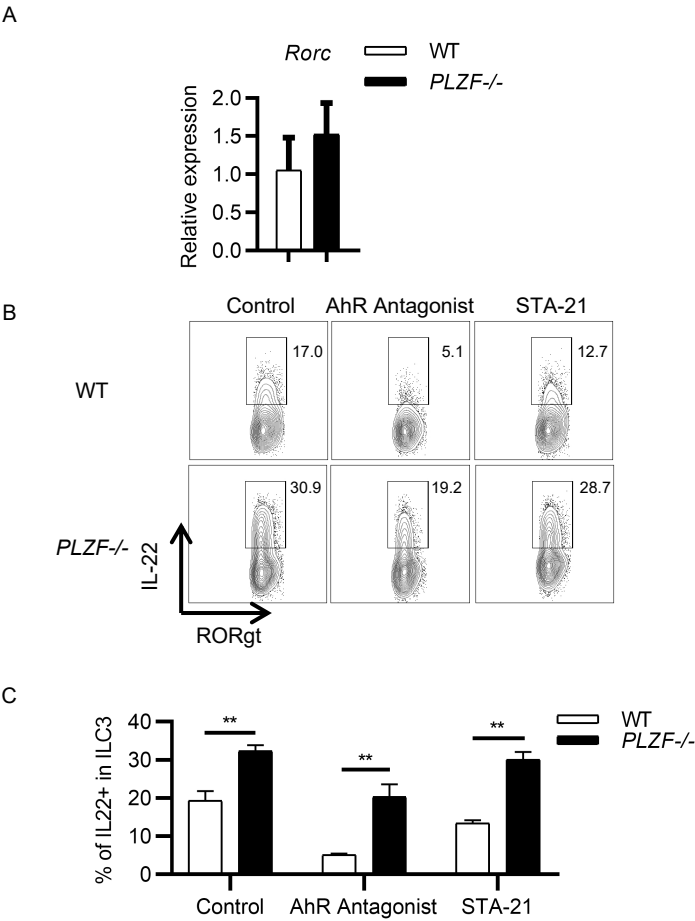 A
Rorc
WT
PLZF-/-
Relative expression
2.0
1.5
1.0
0.5
0.0
B
Control
AhR Antagonist
STA-21
WT
17.0
5.1
12.7
PLZF-/-
30.9
19.2
28.7
IL-22
RORgt
C
% of IL22+ in ILC3
40
30
20
10
0
**
**
**
WT
PLZF-/-
Control
AhR Antagonist
STA-21